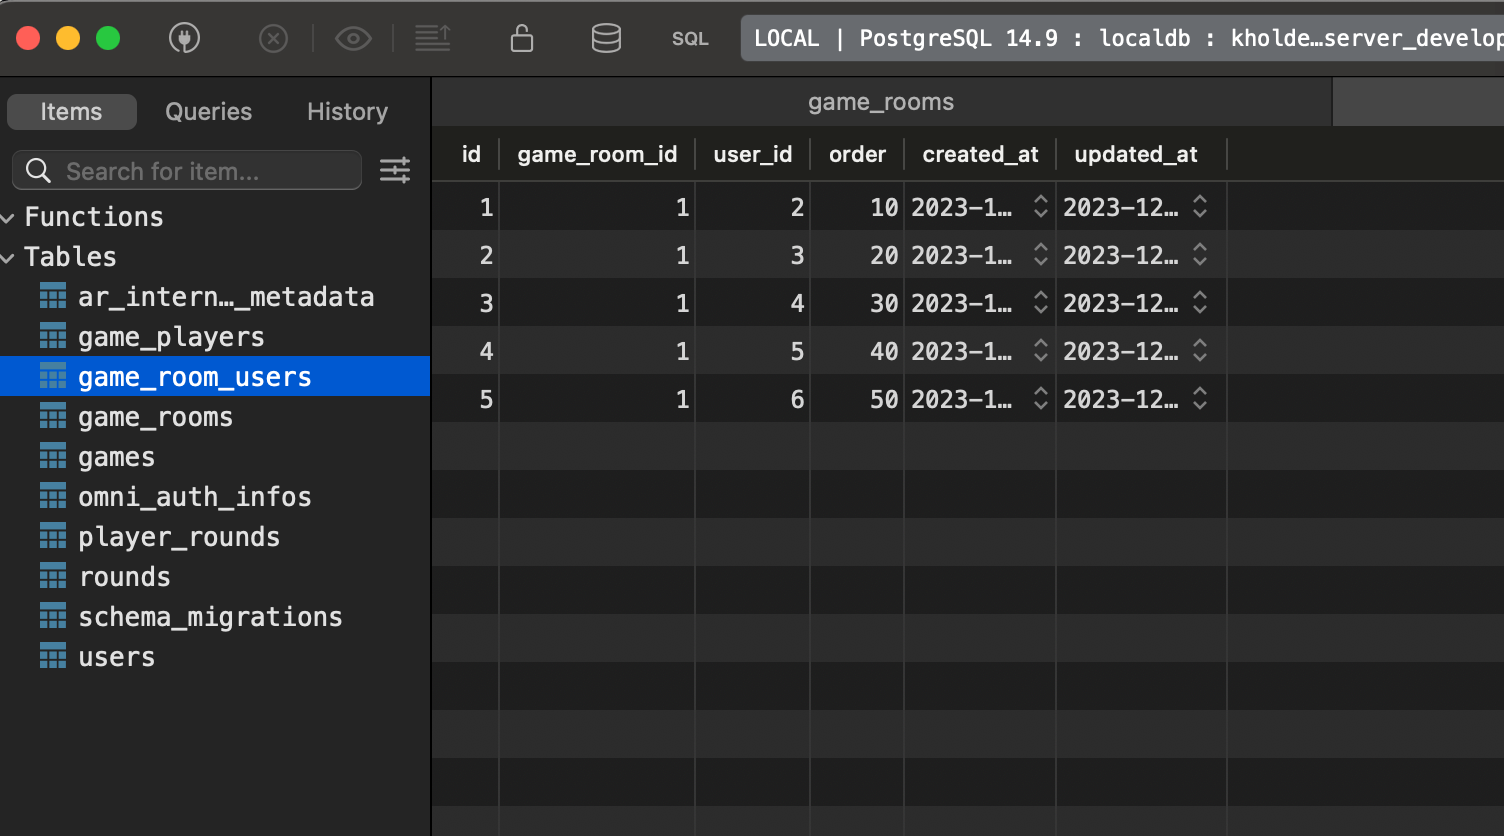 SQL LOCAL | PostgreSQL 14.9 : localdb : kholde…server_develop
Items Queries History
game_rooms
Search for item...
id game_room_id user_id order created_at updated_at
1 1 2 10 2023-1… 2023-12…
2 1 3 20 2023-1… 2023-12…
3 1 4 30 2023-1… 2023-12…
4 1 5 40 2023-1… 2023-12…
5 1 6 50 2023-1… 2023-12…
Functions
Tables
ar_intern…_metadata
game_players
game_room_users
game_rooms
games
omni_auth_infos
player_rounds
rounds
schema_migrations
users